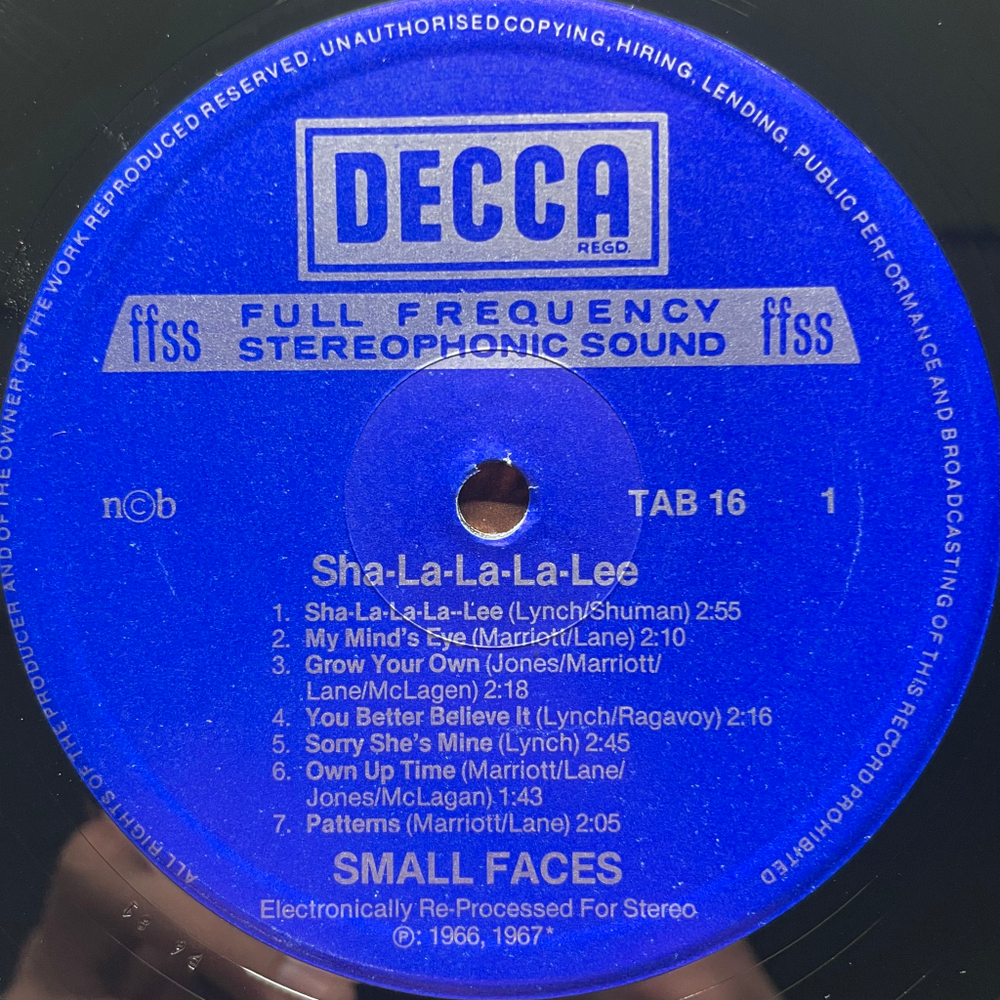 ALL RIGHTS OF THE PRODUCER AND OF THE OWNER OF THE WORK REPRODUCED RESERVED. UNAUTHORISED COPYING, HIRING, LENDING, PUBLIC PERFORMANCE AND BROADCASTING OF THIS RECORD PROHIBITED
DECCA
REGD.
ffss FULL FREQUENCY STEREOPHONIC SOUND ffss
n©b TAB 16 1
Sha-La-La-La-Lee
1. Sha-La-La-La--Lee (Lynch/Shuman) 2:55
2. My Mind's Eye (Marriott/Lane) 2:10
3. Grow Your Own (Jones/Marriott/
Lane/McLagen) 2:18
4. You Better Believe It (Lynch/Ragavoy) 2:16
5. Sorry She's Mine (Lynch) 2:45
6. Own Up Time (Marriott/Lane/
Jones/McLagan) 1:43
7. Patterns (Marriott/Lane) 2:05
SMALL FACES
Electronically Re-Processed For Stereo
℗: 1966, 1967*